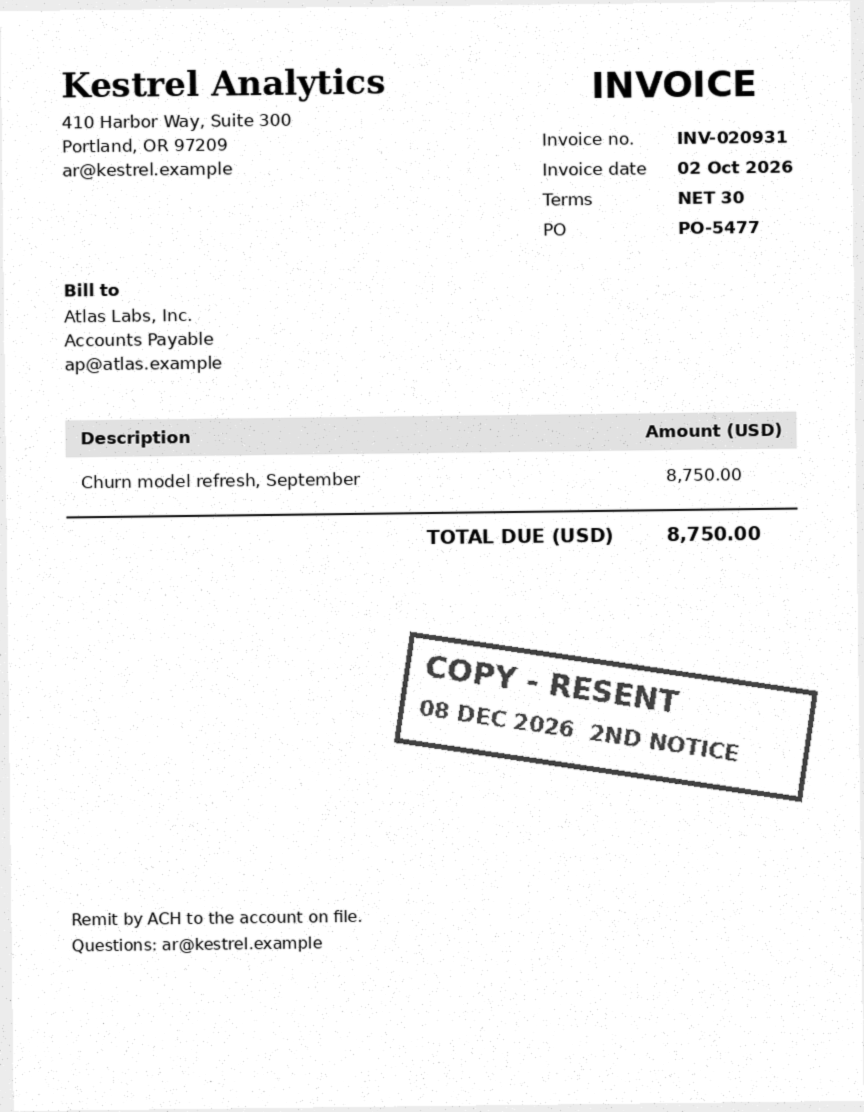 Kestrel Analytics
410 Harbor Way, Suite 300
Portland, OR 97209
ar@kestrel.example
INVOICE
Invoice no. INV-020931
Invoice date 02 Oct 2026
Terms NET 30
PO PO-5477
Bill to
Atlas Labs, Inc.
Accounts Payable
ap@atlas.example
Description Amount (USD)
Churn model refresh, September 8,750.00
TOTAL DUE (USD) 8,750.00
COPY - RESENT
08 DEC 2026 2ND NOTICE
Remit by ACH to the account on file.
Questions: ar@kestrel.example